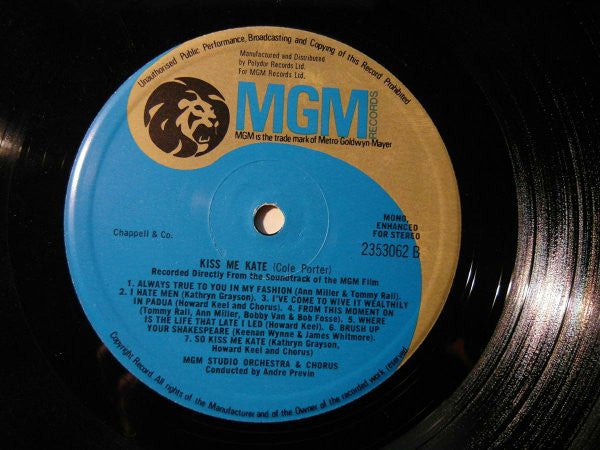 Unauthorised Public Performance, Broadcasting and Copying of this Record Prohibited
Manufactured and Distributed
by Polydor Records Ltd.
For MGM Records Ltd.
MGM
RECORDS
MGM is the trade mark of Metro-Goldwyn-Mayer
MONO,
ENHANCED
FOR STEREO
2353062 B
Chappell & Co.
KISS ME KATE (Cole Porter)
Recorded Directly From the Soundtrack of the MGM Film
1. ALWAYS TRUE TO YOU IN MY FASHION (Ann Miller & Tommy Rall).
2. I HATE MEN (Kathryn Grayson). 3. I'VE COME TO WIVE IT WEALTHILY
IN PADUA (Howard Keel and Chorus). 4. FROM THIS MOMENT ON
(Tommy Rall, Ann Miller, Bobby Van & Bob Fosse). 5. WHERE
IS THE LIFE THAT LATE I LED (Howard Keel). 6. BRUSH UP
YOUR SHAKESPEARE (Keenan Wynne & James Whitmore).
7. SO KISS ME KATE (Kathryn Grayson,
Howard Keel and Chorus)
MGM STUDIO ORCHESTRA & CHORUS
Conducted by Andre Previn
Copyright Record. All rights of the Manufacturer and of the Owner of the recorded work reserved.